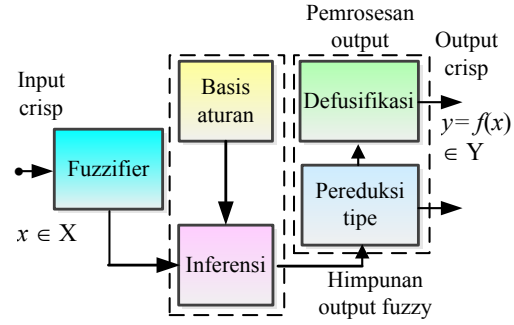 Pemrosesan
output
Output
crisp
Input
crisp
Basis
aturan
Defusifikasi
y= f(x)
∈ Y
Fuzzifier
Pereduksi
tipe
x ∈ X
Inferensi
Himpunan
output fuzzy